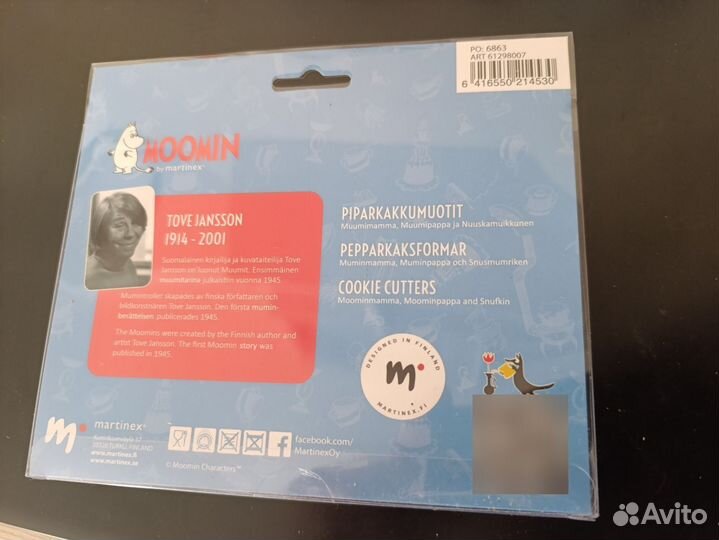 PO: 6863
ART 61298007
6 416550 214530
MOOMIN
by martinex®
TOVE JANSSON
1914 - 2001
Suomalainen kirjailija ja kuvataiteilija Tove
Jansson on luonut Muumit. Ensimmäinen
muumitarina julkaistiin vuonna 1945.
Mumintrollet skapades av finska författaren och
bildkonstnären Tove Jansson. Den första mumin-
berättelsen publicerades 1945.
The Moomins were created by the Finnish author and
artist Tove Jansson. The first Moomin story was
published in 1945.
PIPARKAKKUMUOTIT
Muumimamma, Muumipappa ja Nuuskamuikkunen
PEPPARKAKSFORMAR
Muminmamma, Muminpappa och Snusmumriken
COOKIE CUTTERS
Moominmamma, Moominpappa and Snufkin
DESIGNED IN FINLAND
m
MARTINEX.FI
m
martinex®
20320 TURKU, FINLAND
www.martinex.fi
www.martinex.se
f
facebook.com/
MartinexOy
© Moomin Characters™
Avito